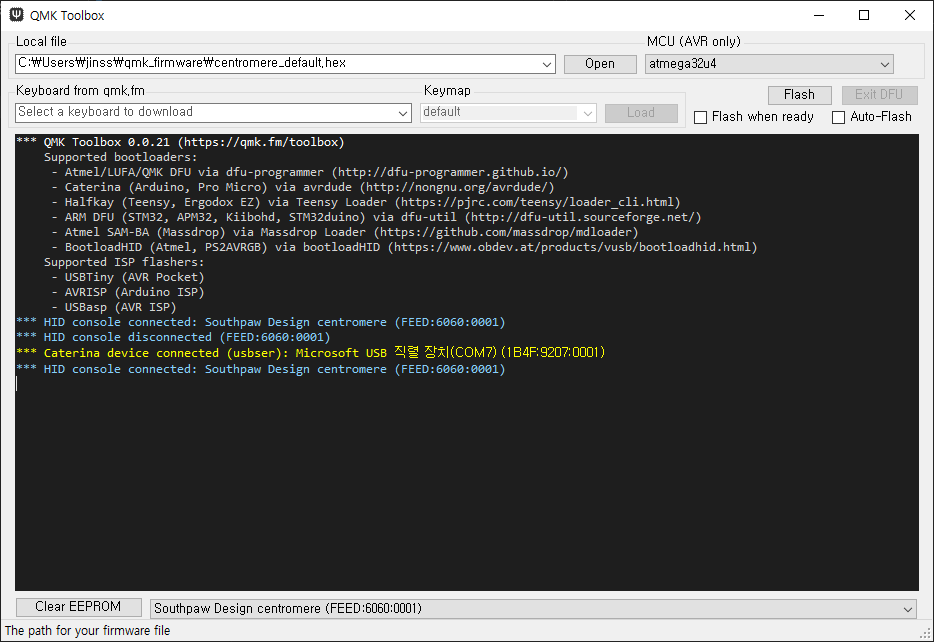 QMK Toolbox
Local file
MCU (AVR only)
C:₩Users₩jinss₩qmk_firmware₩centromere_default.hex
Open
atmega32u4
Keyboard from qmk.fm
Keymap
Flash
Exit DFU
Select a keyboard to download
default
Load
Flash when ready
Auto-Flash
*** QMK Toolbox 0.0.21 (https://qmk.fm/toolbox)
Supported bootloaders:
- Atmel/LUFA/QMK DFU via dfu-programmer (http://dfu-programmer.github.io/)
- Caterina (Arduino, Pro Micro) via avrdude (http://nongnu.org/avrdude/)
- Halfkay (Teensy, Ergodox EZ) via Teensy Loader (https://pjrc.com/teensy/loader_cli.html)
- ARM DFU (STM32, APM32, Kiibohd, STM32duino) via dfu-util (http://dfu-util.sourceforge.net/)
- Atmel SAM-BA (Massdrop) via Massdrop Loader (https://github.com/massdrop/mdloader)
- BootloadHID (Atmel, PS2AVRGB) via bootloadHID (https://www.obdev.at/products/vusb/bootloadhid.html)
Supported ISP flashers:
- USBTiny (AVR Pocket)
- AVRISP (Arduino ISP)
- USBasp (AVR ISP)
*** HID console connected: Southpaw Design centromere (FEED:6060:0001)
*** HID console disconnected (FEED:6060:0001)
*** Caterina device connected (usbser): Microsoft USB 직렬 장치(COM7) (1B4F:9207:0001)
*** HID console connected: Southpaw Design centromere (FEED:6060:0001)
Clear EEPROM
Southpaw Design centromere (FEED:6060:0001)
The path for your firmware file